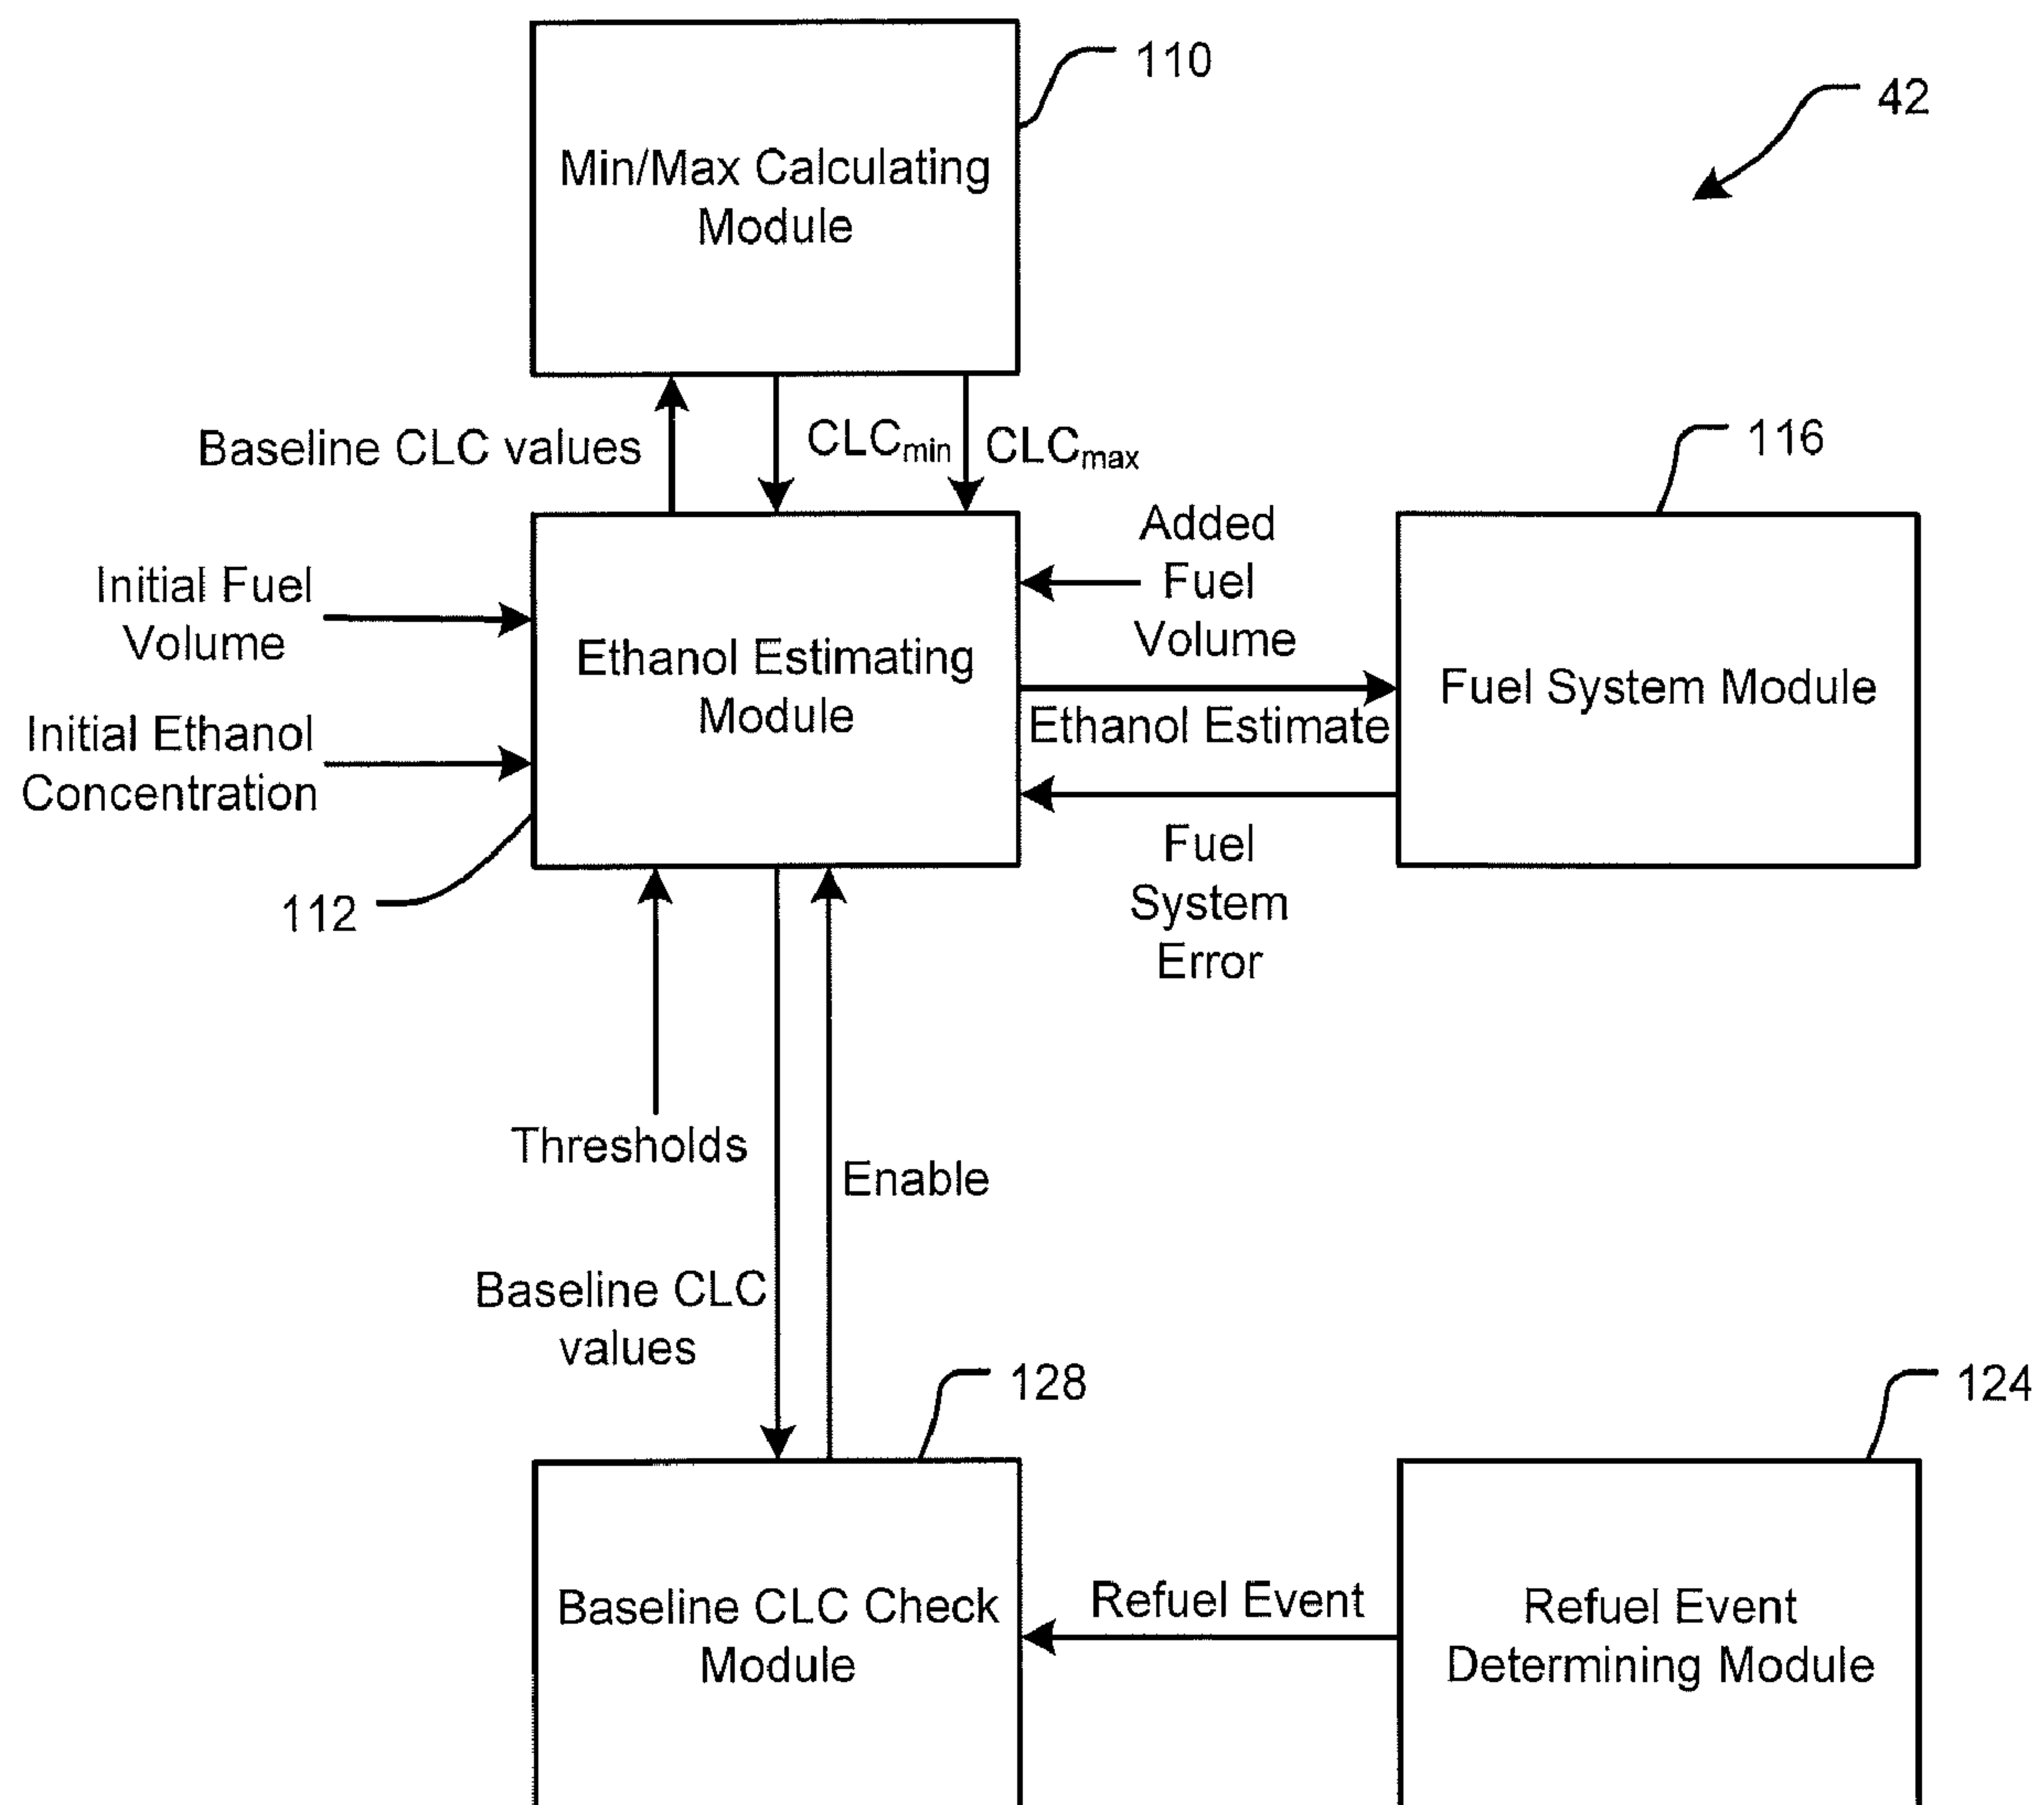 110
42
Min/Max Calculating
Module
Baseline CLC values
CLCmin
CLCmax
116
Added
Fuel
Volume
Initial Fuel
Volume
Ethanol Estimating
Module
Fuel System Module
Ethanol Estimate
Initial Ethanol
Concentration
Fuel
System
Error
112
Thresholds
Enable
Baseline CLC
values
128
124
Baseline CLC Check
Module
Refuel Event
Refuel Event
Determining Module